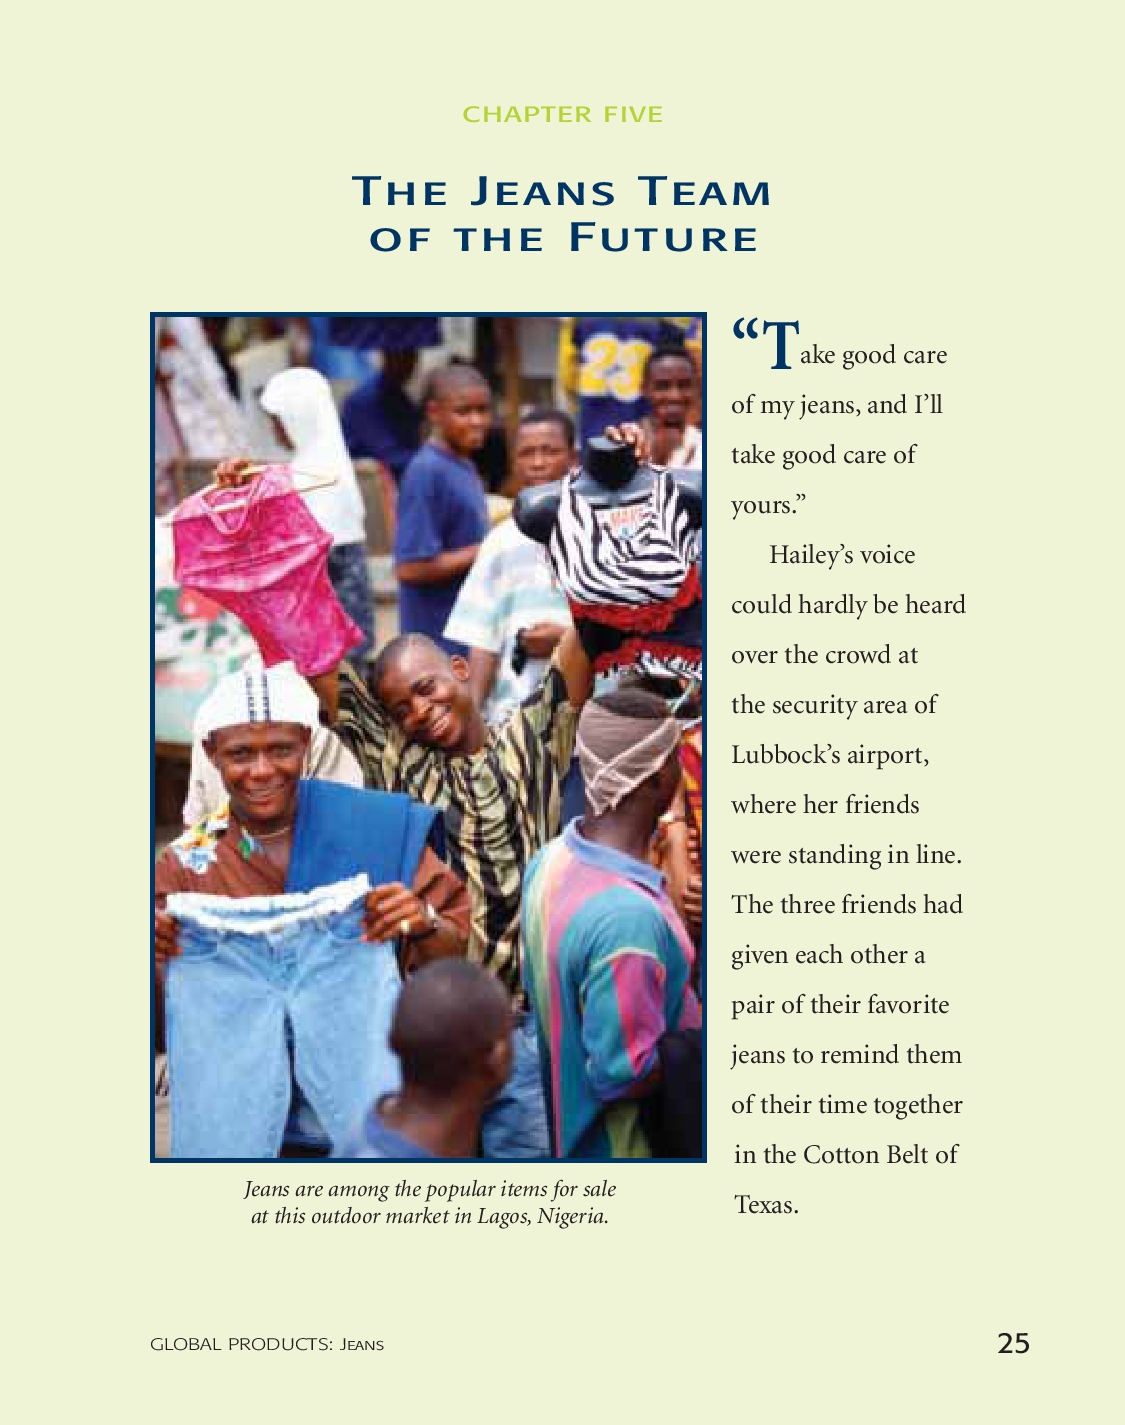 CHAPTER FIVE
THE JEANS TEAM
OF THE FUTURE
“Take good care
of my jeans, and I’ll
take good care of
yours.”
Hailey’s voice
could hardly be heard
over the crowd at
the security area of
Lubbock’s airport,
where her friends
were standing in line.
The three friends had
given each other a
pair of their favorite
jeans to remind them
of their time together
in the Cotton Belt of
Texas.
23
Jeans are among the popular items for sale
at this outdoor market in Lagos, Nigeria.
GLOBAL PRODUCTS: JEANS
25